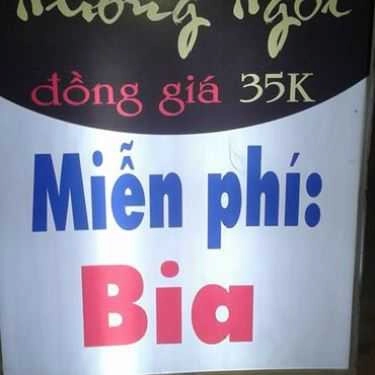 đồng giá 35K
Miễn phí:
Bia